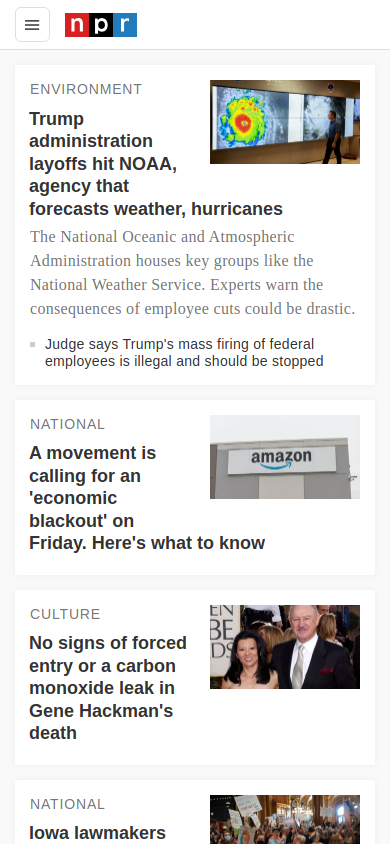 npr
ENVIRONMENT
Trump
administration
layoffs hit NOAA,
agency that
forecasts weather, hurricanes
The National Oceanic and Atmospheric
Administration houses key groups like the
National Weather Service. Experts warn the
consequences of employee cuts could be drastic.
Judge says Trump's mass firing of federal
employees is illegal and should be stopped
NATIONAL
A movement is
calling for an
'economic
blackout' on
Friday. Here's what to know
amazon
CULTURE
No signs of forced
entry or a carbon
monoxide leak in
Gene Hackman's
death
EN
BE
DS
NATIONAL
Iowa lawmakers